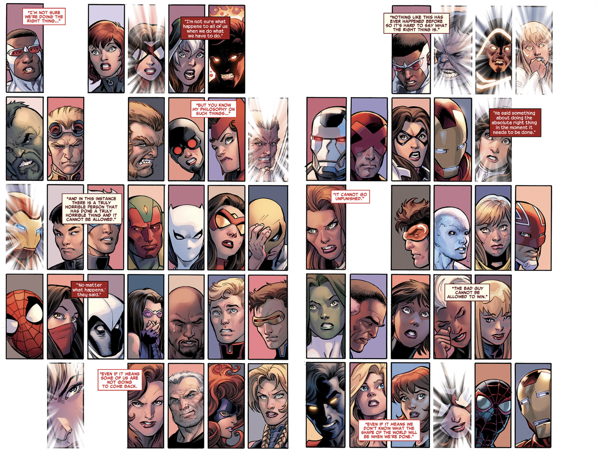 "I'M NOT SURE
WE'RE DOING THE
RIGHT THING...."
"I'm not sure what
happens to all of us
when we do what
we have to do."
"NOTHING LIKE THIS HAS
EVER HAPPENED BEFORE
SO IT'S HARD TO SAY WHAT
THE RIGHT THING IS."
"BUT YOU KNOW
MY PHILOSOPHY ON
SUCH THINGS..."
"he said something
about doing the
absolute right thing
in the moment it
needs to be done."
"AND IN THIS INSTANCE
THERE IS A TRULY
HORRIBLE PERSON THAT
HAS DONE A TRULY
HORRIBLE THING AND IT
CANNOT BE ALLOWED."
"IT CANNOT GO
UNPUNISHED."
"No matter
what happens,
they said."
"THE BAD GUY
CANNOT BE
ALLOWED TO WIN."
"EVEN IF IT MEANS
SOME OF US ARE
NOT GOING
TO COME BACK.
"EVEN IF IT MEANS WE
DON'T KNOW WHAT THE
SHAPE OF THE WORLD WILL
BE WHEN WE'RE DONE."